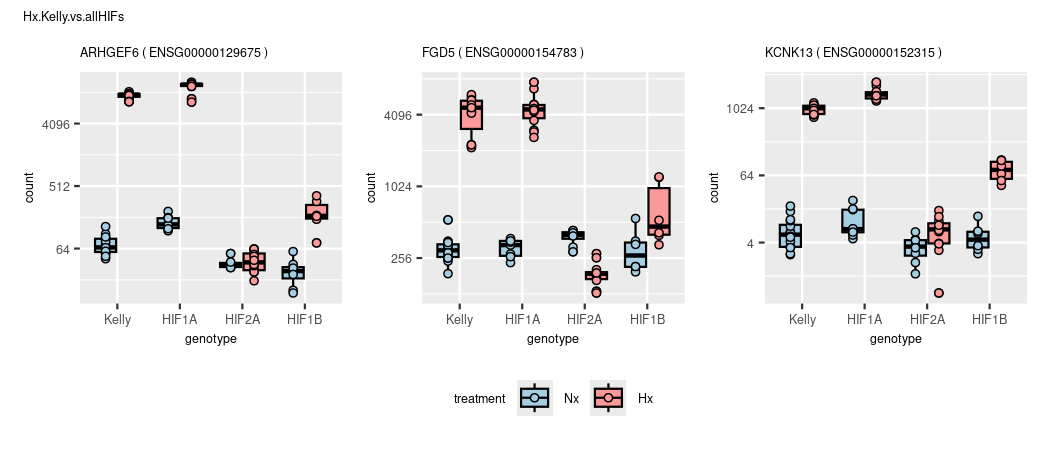 Hx.Kelly.vs.allHIFs
ARHGEF6 ( ENSG00000129675 )
4096
512
64
count
Kelly HIF1A HIF2A HIF1B
genotype
FGD5 ( ENSG00000154783 )
4096
1024
256
count
Kelly HIF1A HIF2A HIF1B
genotype
KCNK13 ( ENSG00000152315 )
1024
64
4
count
Kelly HIF1A HIF2A HIF1B
genotype
treatment Nx Hx